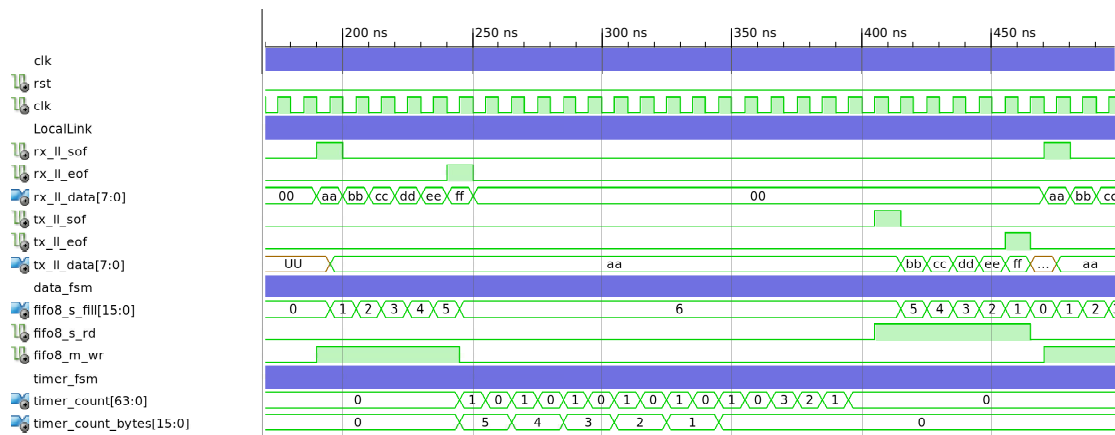 200 ns 250 ns 300 ns 350 ns 400 ns 450 ns
clk
rst
clk
LocalLink
rx_ll_sof
rx_ll_eof
rx_ll_data[7:0] 00 aa bb cc dd ee ff 00 aa bb cc
tx_ll_sof
tx_ll_eof
tx_ll_data[7:0] UU aa bb cc dd ee ff ... aa
data_fsm
fifo8_s_fill[15:0] 0 1 2 3 4 5 6 5 4 3 2 1 0 1 2
fifo8_s_rd
fifo8_m_wr
timer_fsm
timer_count[63:0] 0 1 0 1 0 1 0 1 0 1 0 1 0 3 2 1 0
timer_count_bytes[15:0] 0 5 4 3 2 1 0